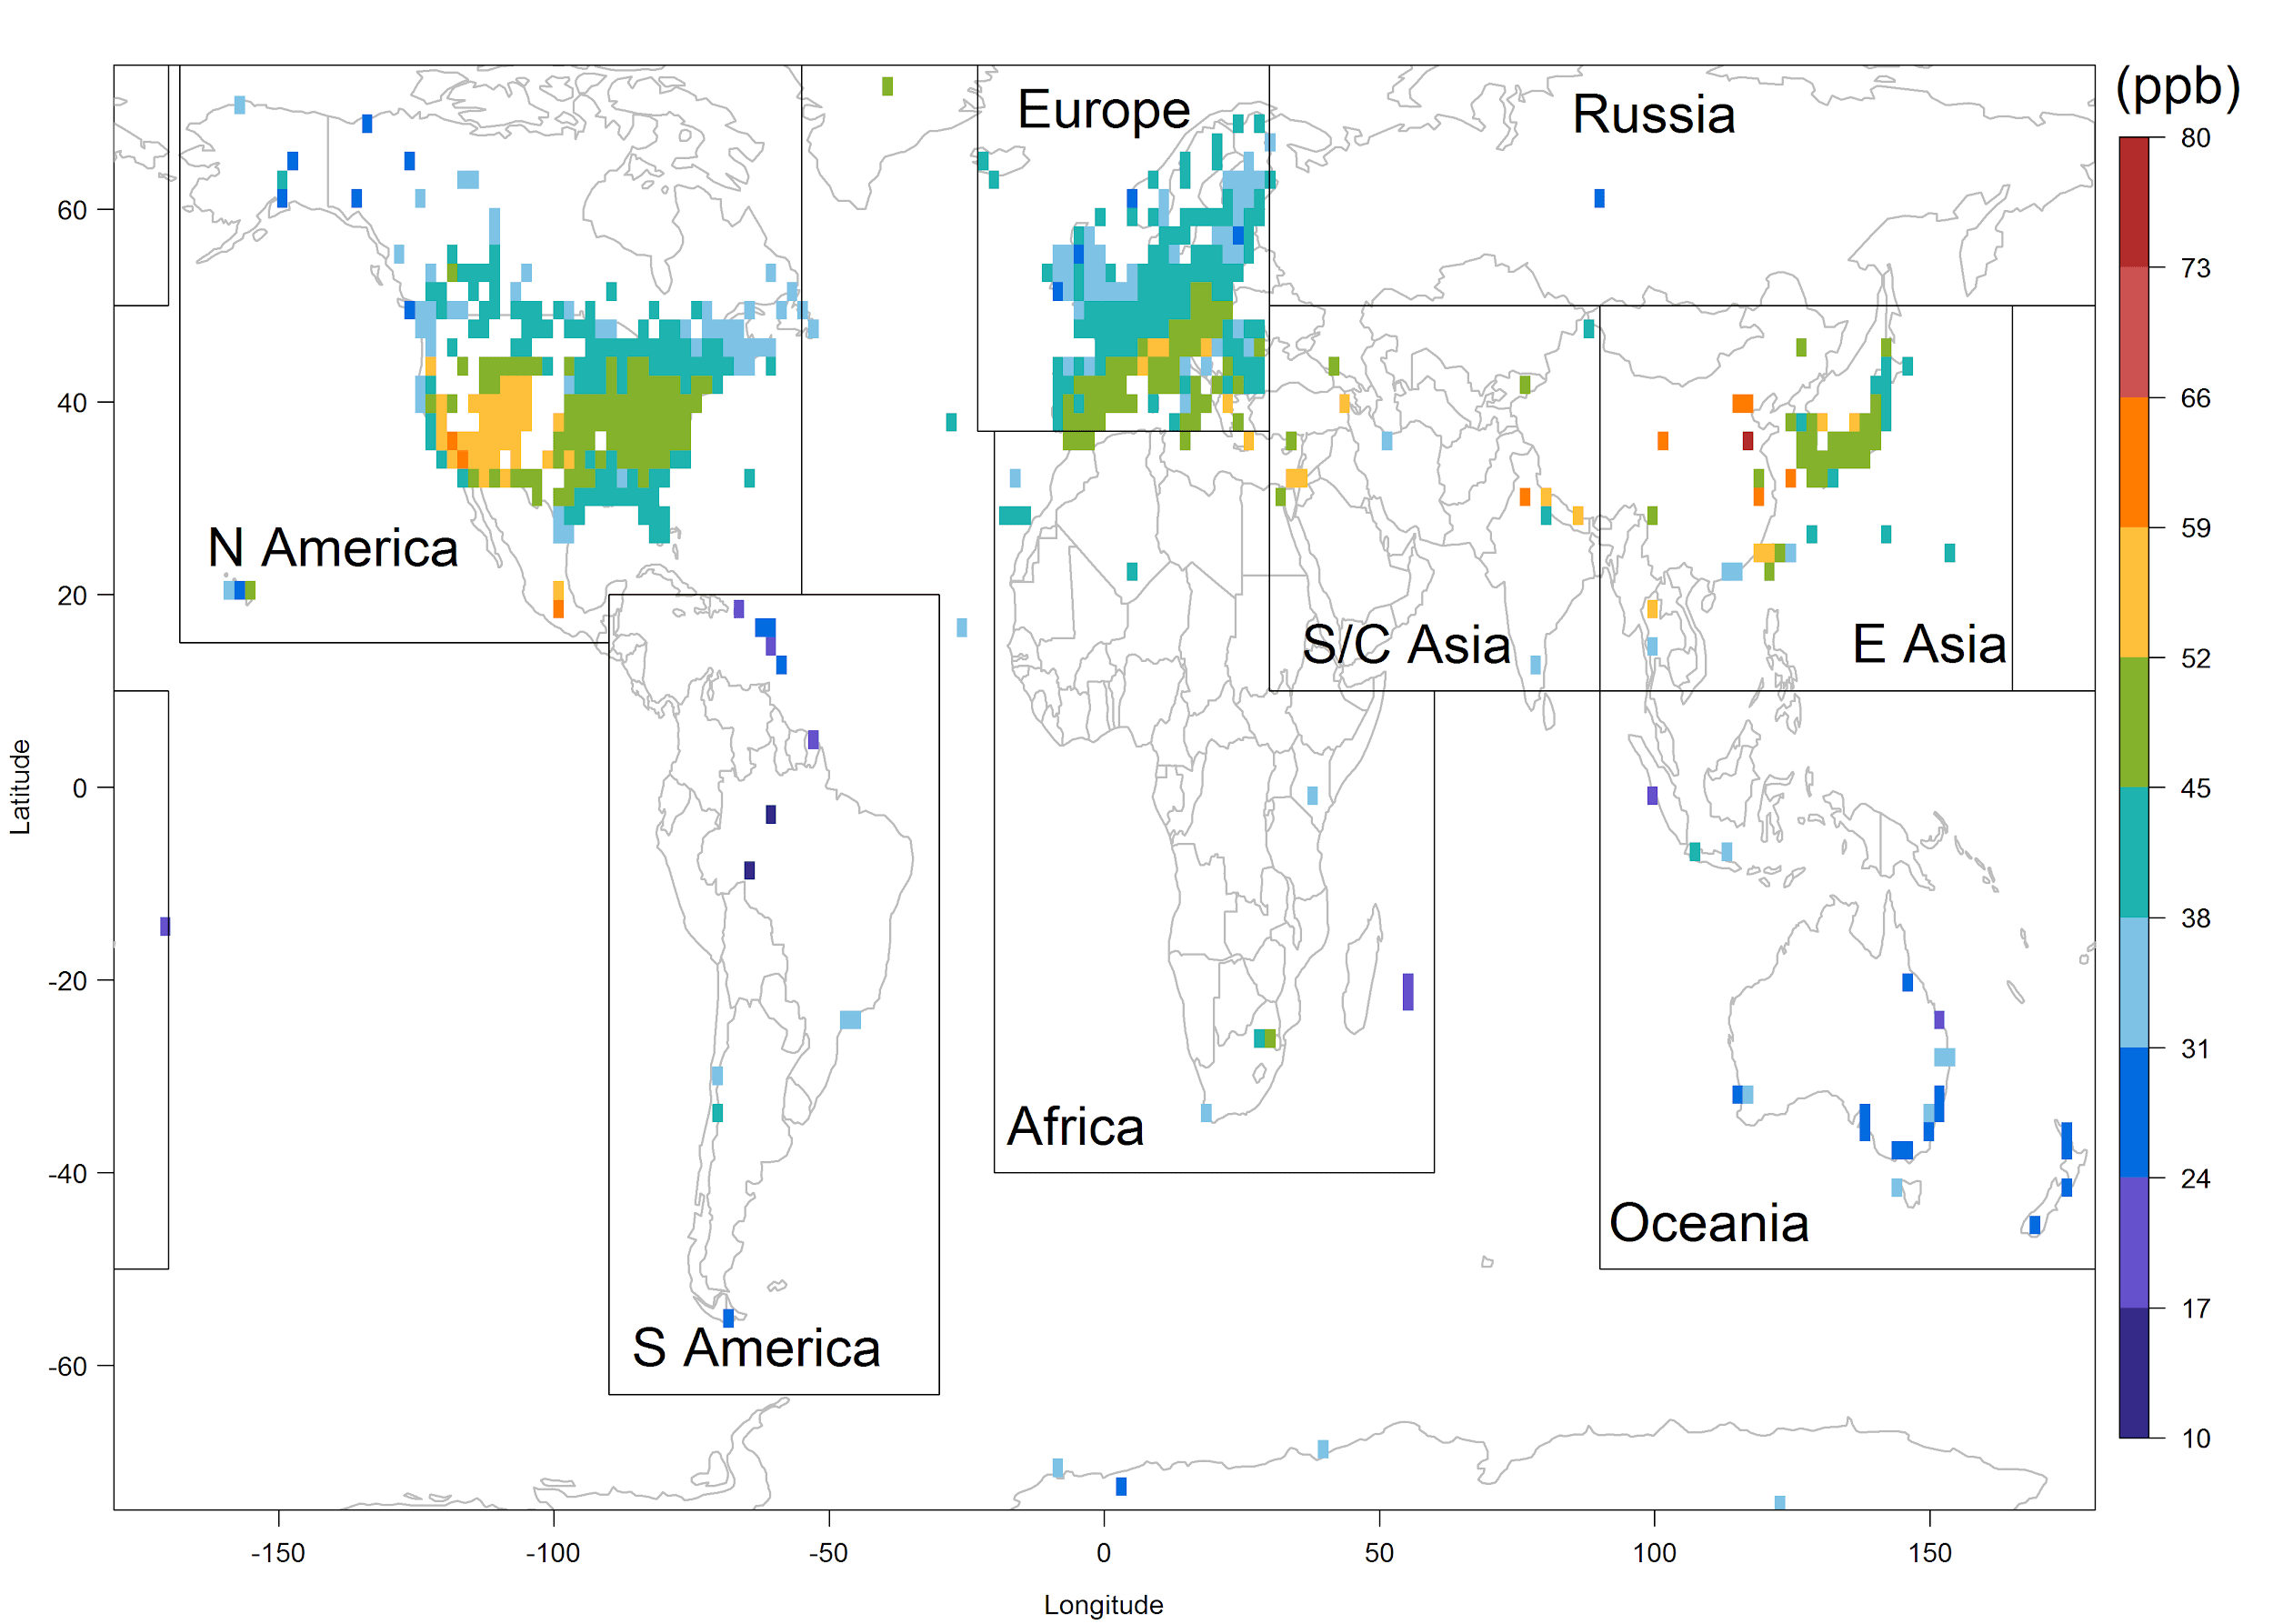 (ppb)
Europe
Russia
80
73
60
66
40
59
N America
52
20
S/C Asia
E Asia
45
Latitude
0
38
-20
31
Africa
24
-40
Oceania
17
S America
-60
10
-150
-100
-50
0
50
100
150
Longitude